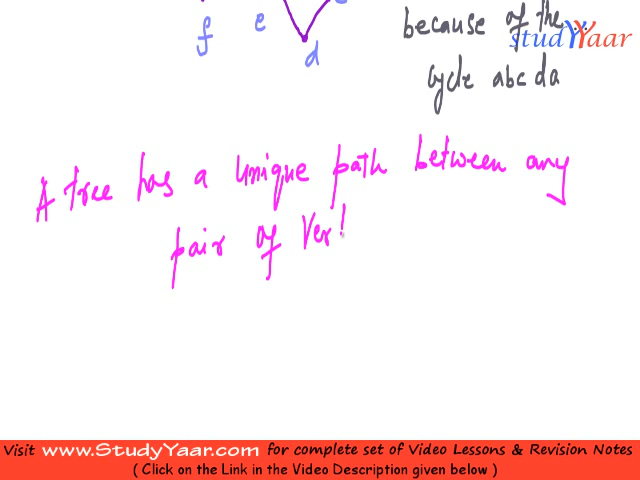 f
e
d
because of the
studYYaar
cycle abcda
A tree has a unique path between any
pair of Ver
Visit www.StudyYaar.com for complete set of Video Lessons & Revision Notes
( Click on the Link in the Video Description given below )